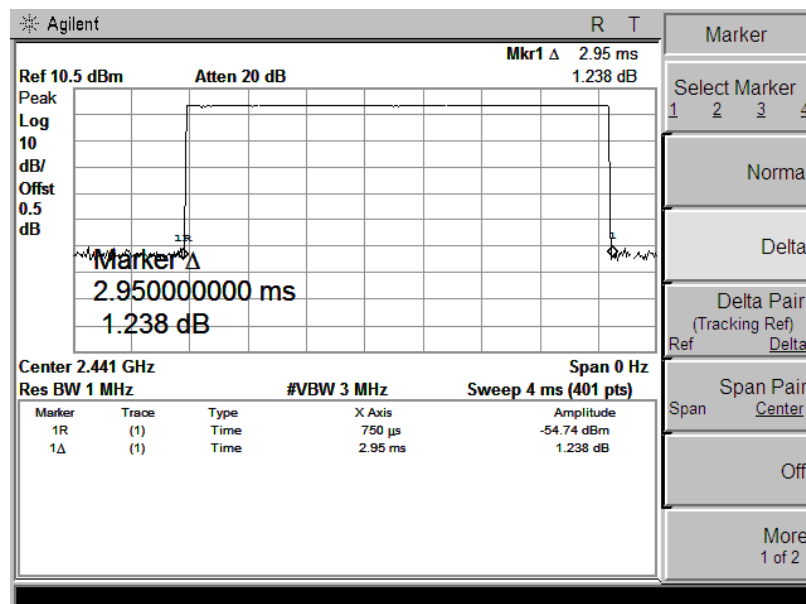 Agilent R T
Mkr1 Δ 2.95 ms
Ref 10.5 dBm Atten 20 dB 1.238 dB
Peak
Log
10
dB/
Offst
0.5
dB
1R
1
Marker Δ
2.950000000 ms
1.238 dB
Center 2.441 GHz Span 0 Hz
Res BW 1 MHz #VBW 3 MHz Sweep 4 ms (401 pts)
Marker Trace Type X Axis Amplitude
1R (1) Time 750 µs -54.74 dBm
1Δ (1) Time 2.95 ms 1.238 dB
Marker
Select Marker
1 2 3 4
Norma
Delta
Delta Pair
(Tracking Ref)
Ref Delta
Span Pair
Span Center
Off
More
1 of 2